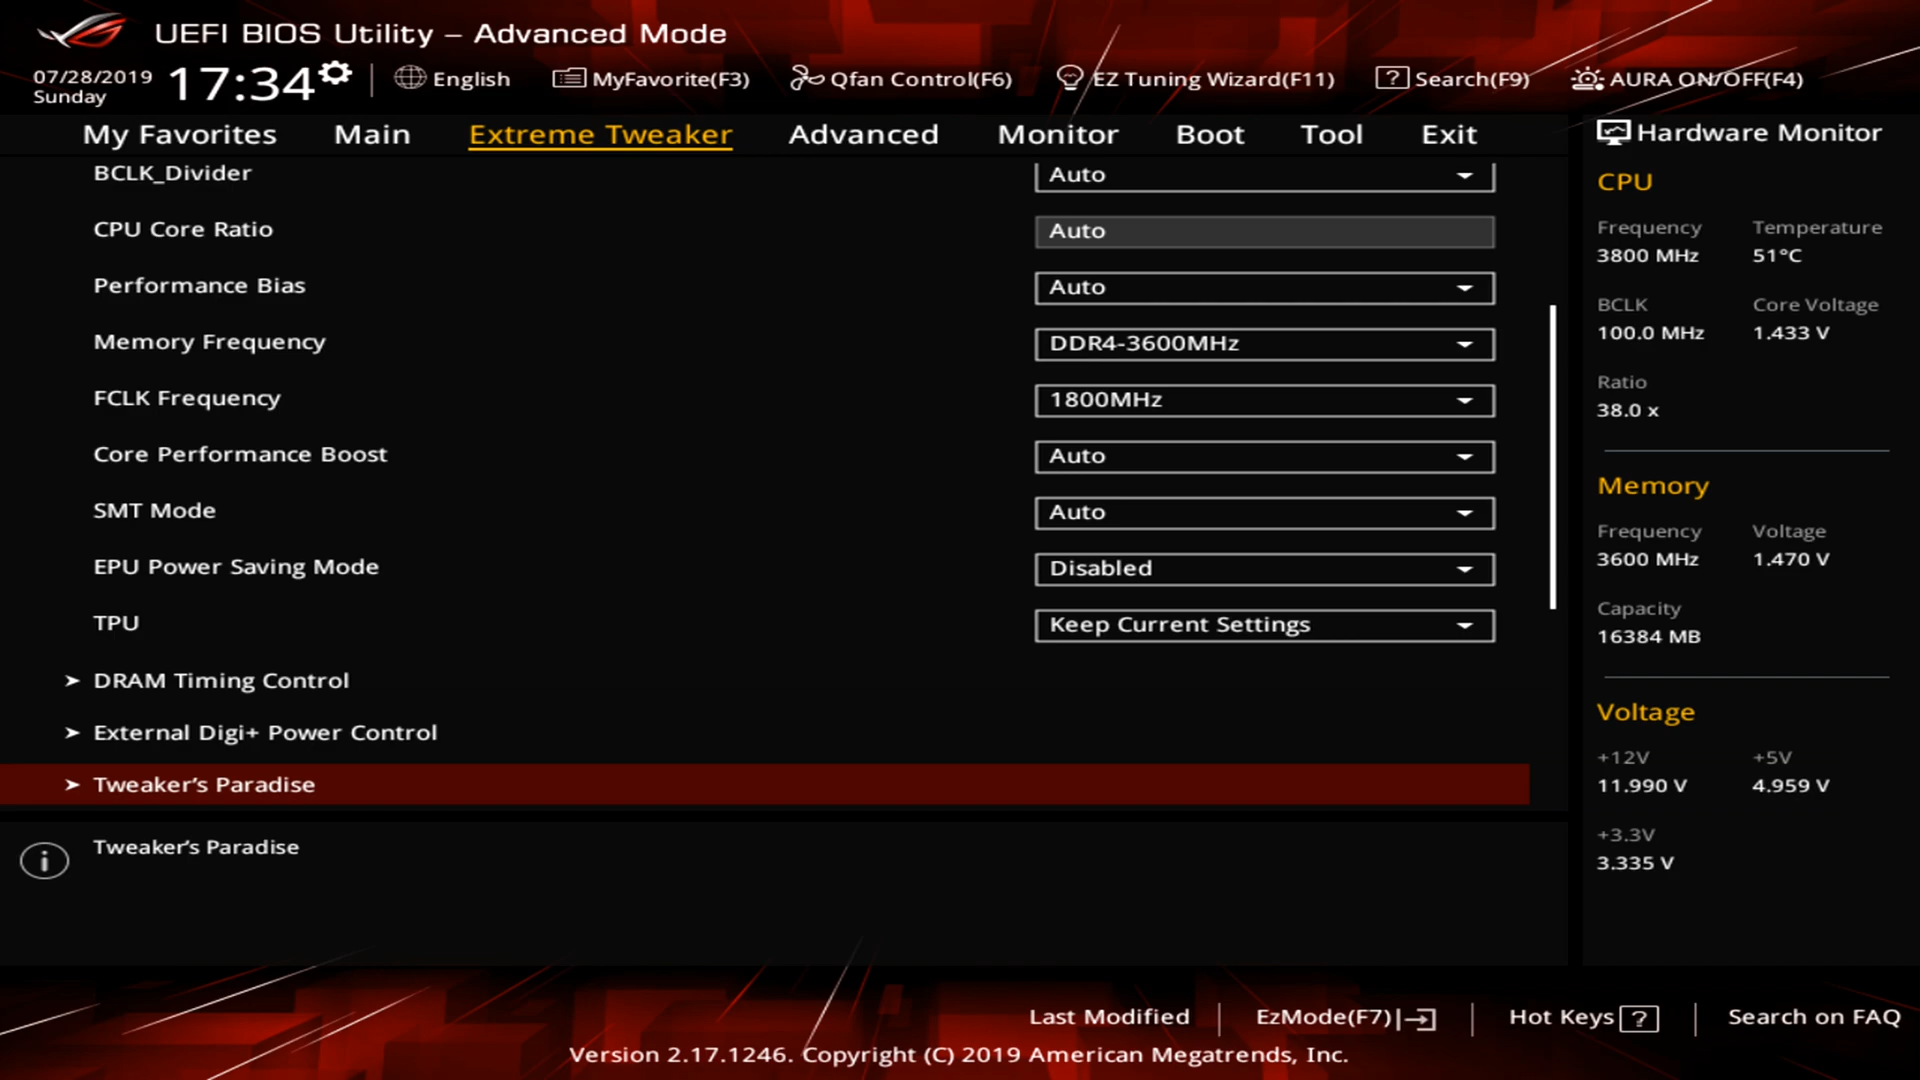 UEFI BIOS Utility – Advanced Mode
07/28/2019
Sunday
17:34
English
MyFavorite(F3)
Qfan Control(F6)
EZ Tuning Wizard(F11)
Search(F9)
AURA ON/OFF(F4)
My Favorites
Main
Extreme Tweaker
Advanced
Monitor
Boot
Tool
Exit
BCLK_Divider Auto
CPU Core Ratio Auto
Performance Bias Auto
Memory Frequency DDR4-3600MHz
FCLK Frequency 1800MHz
Core Performance Boost Auto
SMT Mode Auto
EPU Power Saving Mode Disabled
TPU Keep Current Settings
DRAM Timing Control
External Digi+ Power Control
Tweaker's Paradise
Tweaker's Paradise
Hardware Monitor
CPU
Frequency Temperature
3800 MHz 51°C
BCLK Core Voltage
100.0 MHz 1.433 V
Ratio
38.0 x
Memory
Frequency Voltage
3600 MHz 1.470 V
Capacity
16384 MB
Voltage
+12V +5V
11.990 V 4.959 V
+3.3V
3.335 V
Last Modified
EzMode(F7)
Hot Keys ?
Search on FAQ
Version 2.17.1246. Copyright (C) 2019 American Megatrends, Inc.